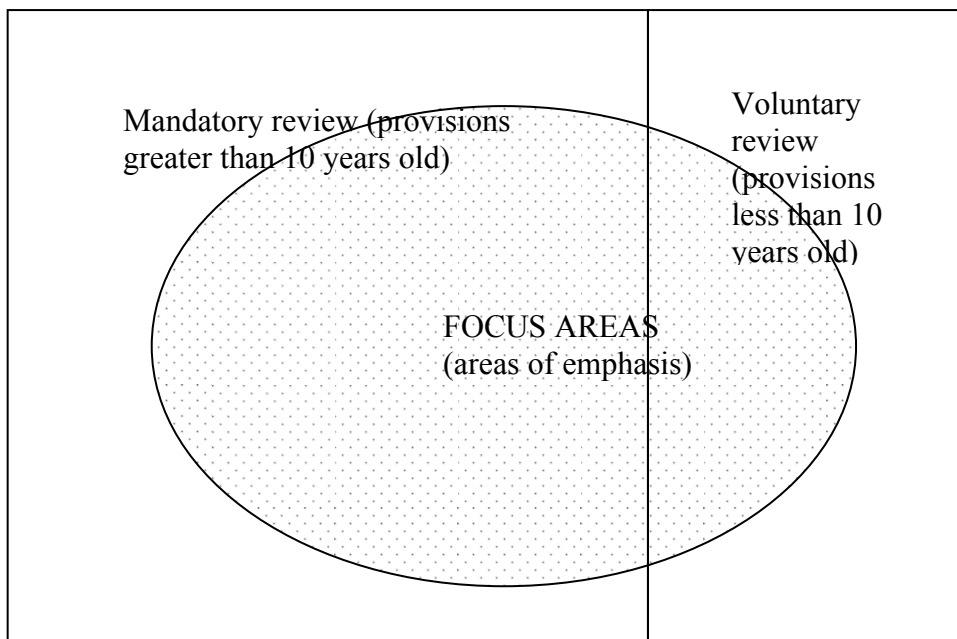 Mandatory review (provisions
greater than 10 years old)
Voluntary
review
(provisions
less than 10
years old)
FOCUS AREAS
(areas of emphasis)